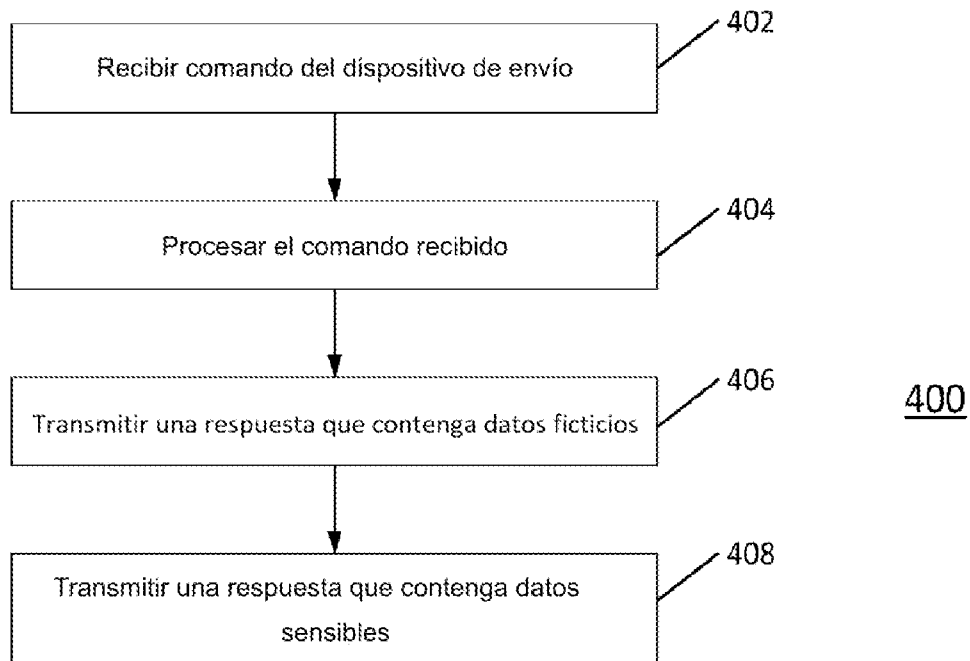 402
Recibir comando del dispositivo de envío
404
Procesar el comando recibido
406
Transmitir una respuesta que contenga datos ficticios
400
408
Transmitir una respuesta que contenga datos
sensibles